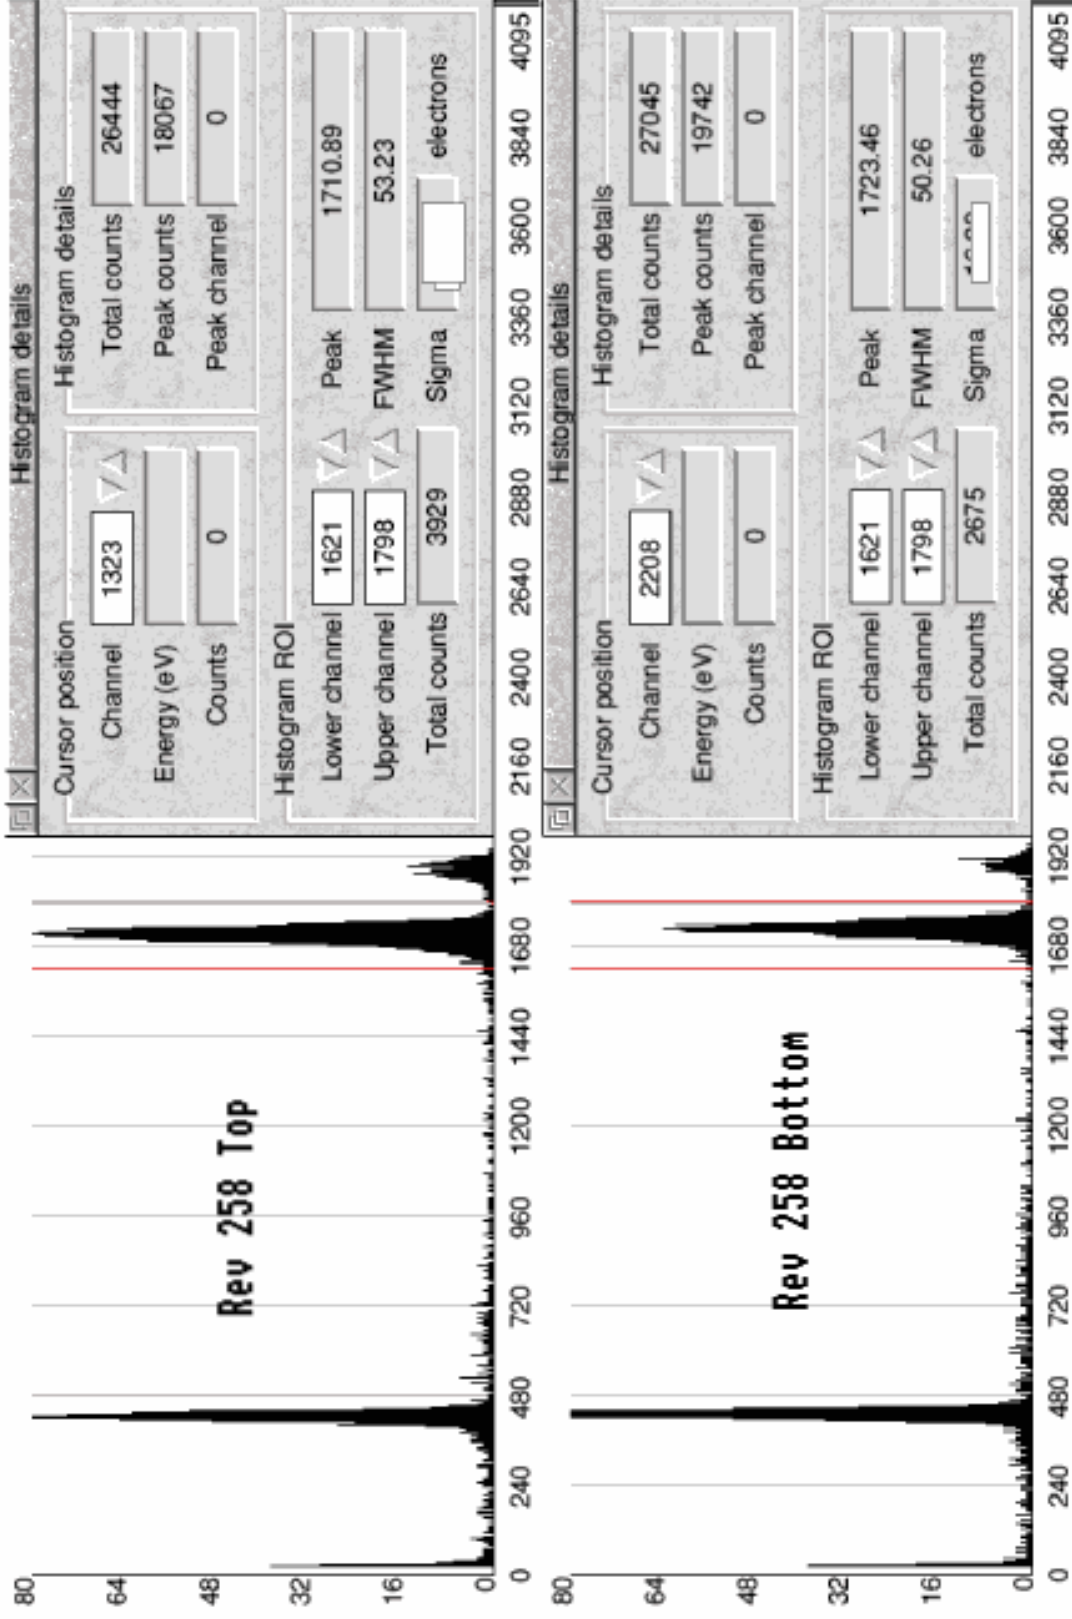 Histogram details
Cursor position
Channel 1323
Energy (eV)
Counts 0
Histogram details
Total counts 26444
Peak counts 18067
Peak channel 0
Histogram ROI
Lower channel 1621
Upper channel 1798
Total counts 3929
Peak 1710.89
FWHM 53.23
Sigma electrons
Rev 258 Top
80
64
48
32
16
0
0 240 480 720 960 1200 1440 1680 1920 2160 2400 2640 2880 3120 3360 3600 3840 4095
Histogram details
Cursor position
Channel 2208
Energy (eV)
Counts 0
Histogram details
Total counts 27045
Peak counts 19742
Peak channel 0
Histogram ROI
Lower channel 1621
Upper channel 1798
Total counts 2675
Peak 1723.46
FWHM 50.26
Sigma electrons
Rev 258 Bottom
80
64
48
32
16
0
0 240 480 720 960 1200 1440 1680 1920 2160 2400 2640 2880 3120 3360 3600 3840 4095